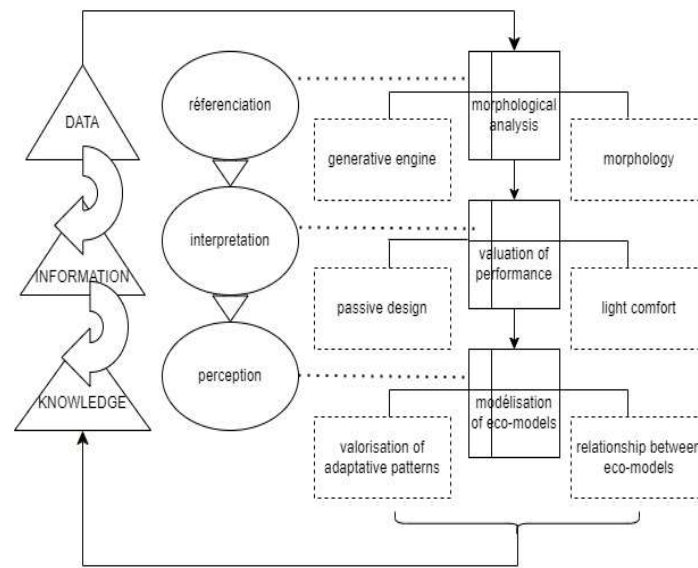 DATA
réferenciation
morphological
analysis
generative engine
morphology
INFORMATION
interpretation
valuation of
performance
passive design
light comfort
KNOWLEDGE
perception
modélisation
of eco-models
valorisation of
adaptative patterns
relationship between
eco-models